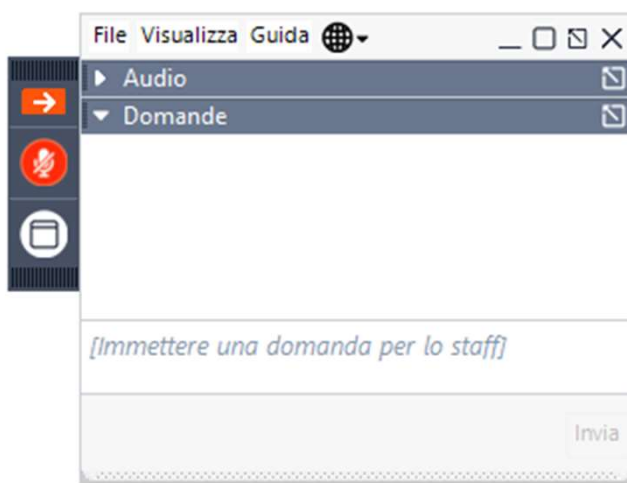 File Visualizza Guida
Audio
Domande
[Immettere una domanda per lo staff]
Invia